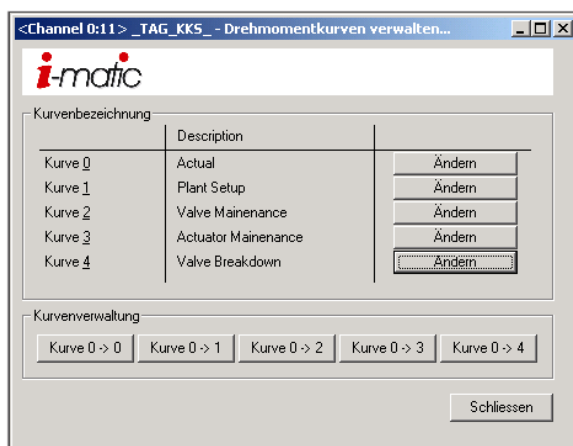 <Channel 0:11> _TAG_KKS_ - Drehmomentkurven verwalten...
i-matic
Kurvenbezeichnung
Description
Kurve 0 Actual Ändern
Kurve 1 Plant Setup Ändern
Kurve 2 Valve Mainenance Ändern
Kurve 3 Actuator Mainenance Ändern
Kurve 4 Valve Breakdown Ändern
Kurvenverwaltung
Kurve 0 -> 0 Kurve 0 -> 1 Kurve 0 -> 2 Kurve 0 -> 3 Kurve 0 -> 4
Schliessen